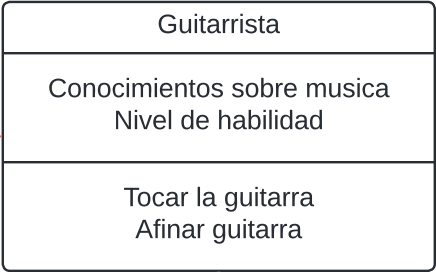 Guitarrista
Conocimientos sobre musica
Nivel de habilidad
Tocar la guitarra
Afinar guitarra